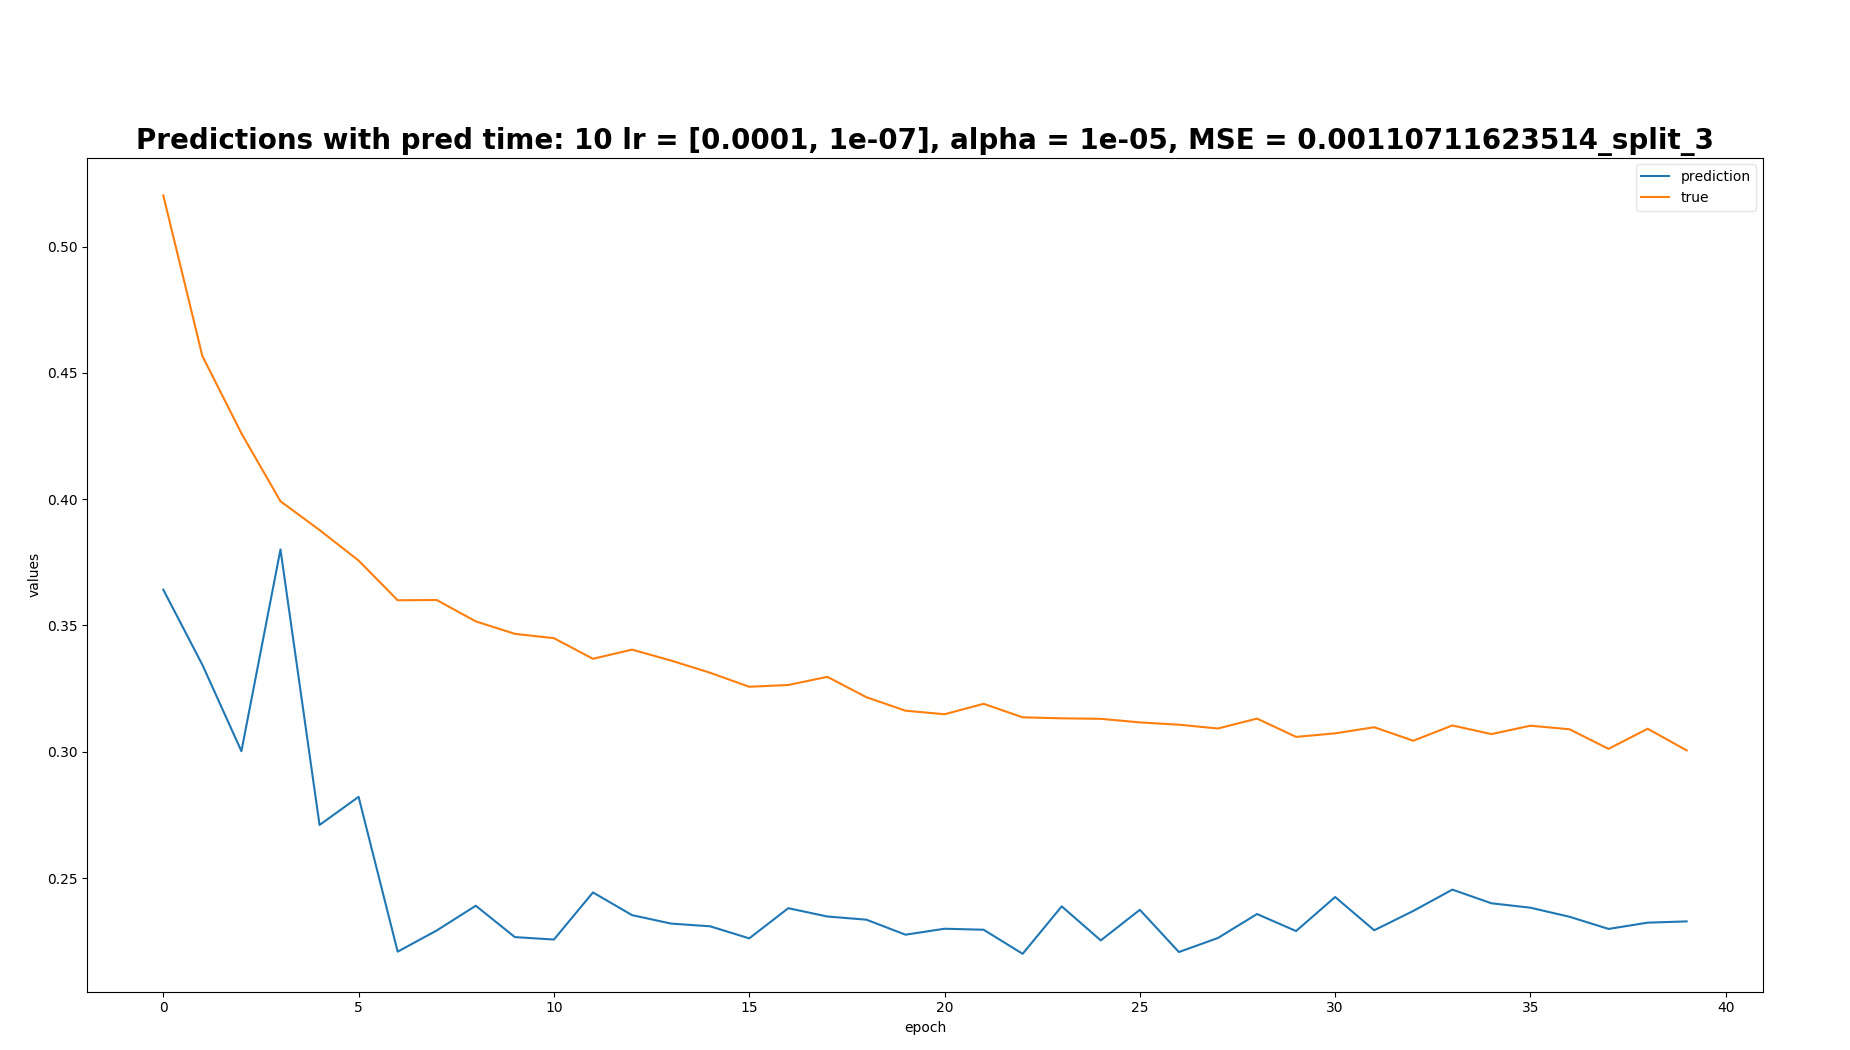 Predictions with pred time: 10 lr = [0.0001, 1e-07], alpha = 1e-05, MSE = 0.00110711623514_split_3
prediction
true
0.50
0.45
0.40
0.35
0.30
0.25
values
0 5 10 15 20 25 30 35 40
epoch